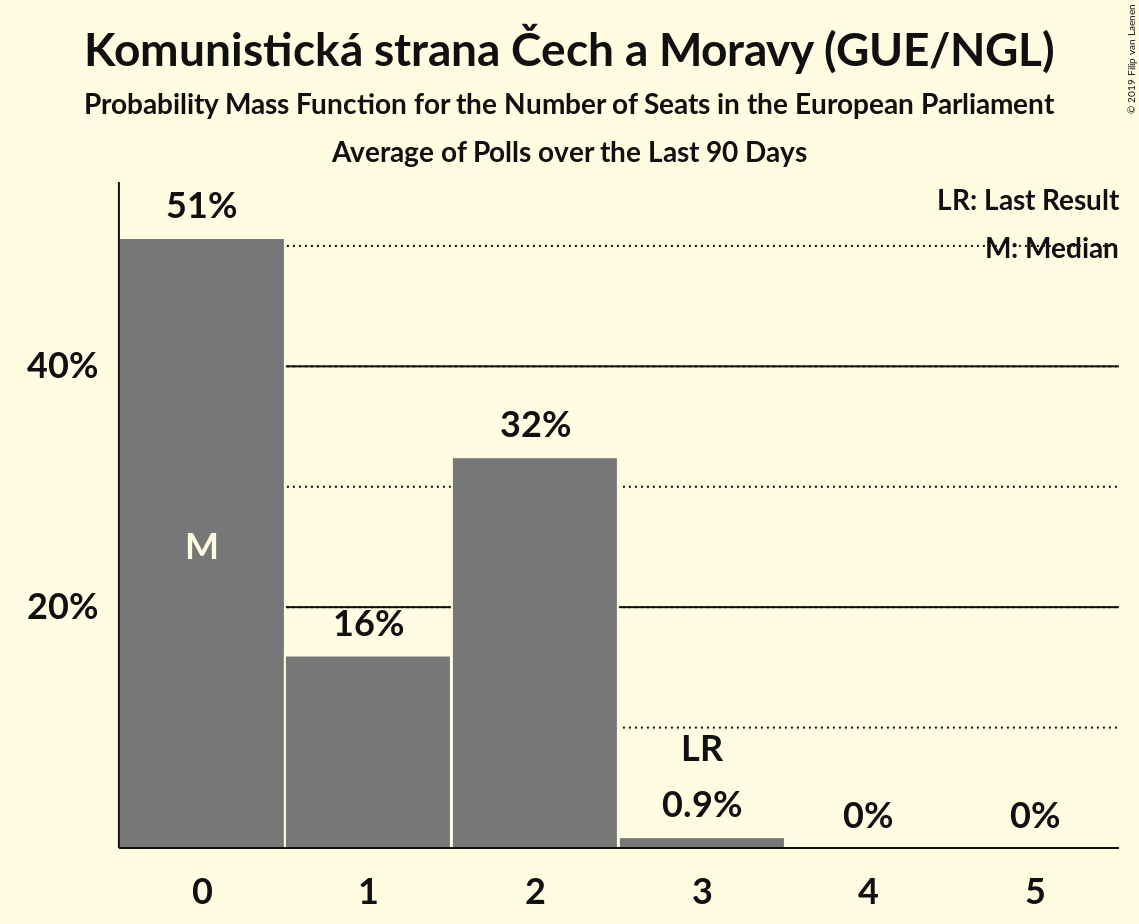 Komunistická strana Čech a Moravy (GUE/NGL)
Probability Mass Function for the Number of Seats in the European Parliament
Average of Polls over the Last 90 Days
© 2019 Filip van Laenen
LR: Last Result
M: Median
51%
40%
32%
M
20%
16%
LR
0.9%
0%
0%
0
1
2
3
4
5